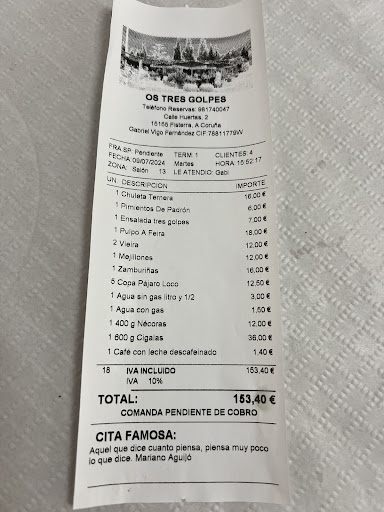 OS TRES GOLPES
Teléfono Reservas: 981740047
Calle Huertas, 2
15155 Fisterra, A Coruña
Gabriel Vigo Fernández CIF 78811779W
FRA SP: Pendiente TERM: 1 CLIENTES: 4
FECHA: 09/07/2024 Martes HORA: 15:52:17
ZONA: Salón 13 LE ATENDIO: Gabi
UN DESCRIPCION IMPORTE
1 Chuleta Ternera 16,00 €
1 Pimientos De Padrón 6,00 €
1 Ensalada tres golpes 7,00 €
1 Pulpo A Feira 18,00 €
2 Vieira 12,00 €
1 Mejillones 12,00 €
1 Zamburiñas 16,00 €
5 Copa Pájaro Loco 12,50 €
1 Agua sin gas litro y 1/2 3,00 €
1 Agua con gas 1,50 €
1 400 g Nécoras 12,00 €
1 600 g Cigalas 36,00 €
1 Café con leche descafeinado 1,40 €
18 IVA INCLUIDO 153,40 €
IVA 10%
TOTAL: 153,40 €
COMANDA PENDIENTE DE COBRO
CITA FAMOSA:
Aquel que dice cuanto piensa, piensa muy poco
lo que dice. Mariano Aguiló